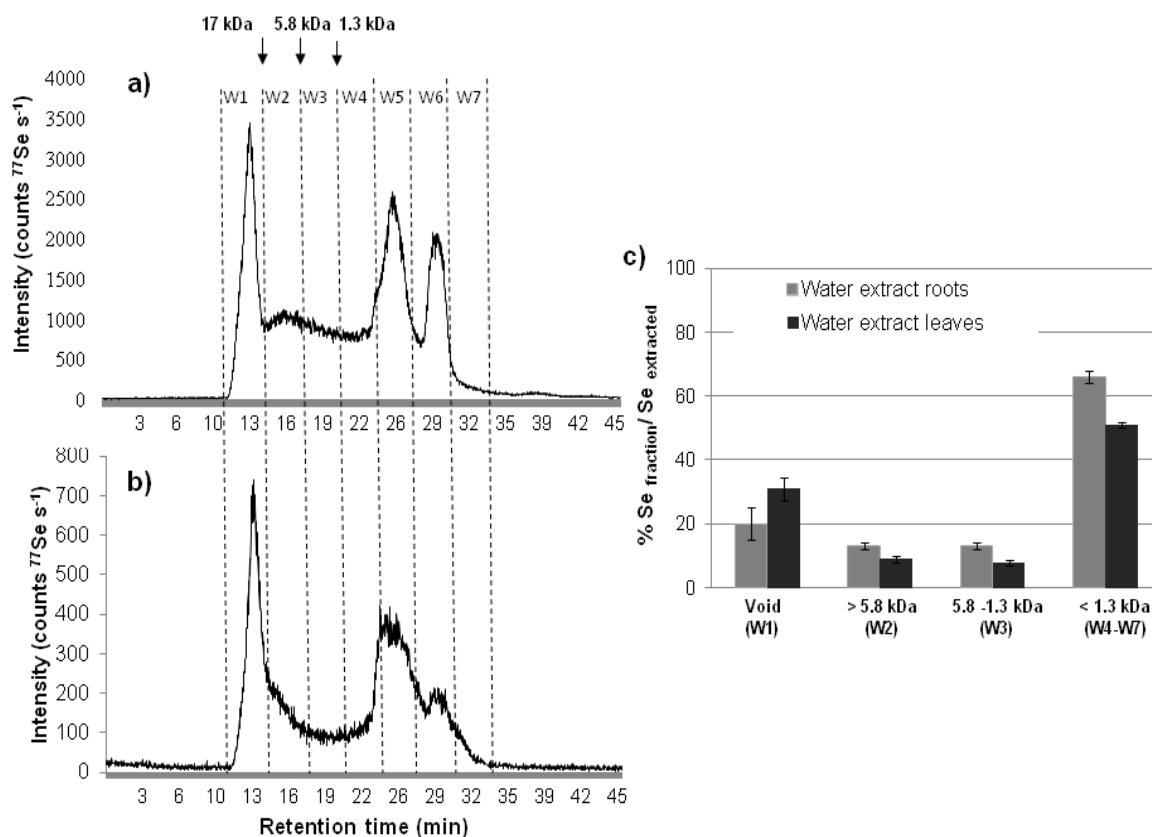 17 kDa 5.8 kDa 1.3 kDa
a)
W1 W2 W3 W4 W5 W6 W7
Intensity (counts ⁷⁷Se s⁻¹)
4000
3500
3000
2500
2000
1500
1000
500
0
3 6 10 13 16 19 22 26 29 32 35 39 42 45
b)
Intensity (counts ⁷⁷Se s⁻¹)
800
700
600
500
400
300
200
100
0
3 6 10 13 16 19 22 26 29 32 35 39 42 45
Retention time (min)
c)
% Se fraction/ Se extracted
100
80
60
40
20
0
Water extract roots
Water extract leaves
Void > 5.8 kDa 5.8 -1.3 kDa < 1.3 kDa
(W1) (W2) (W3) (W4-W7)